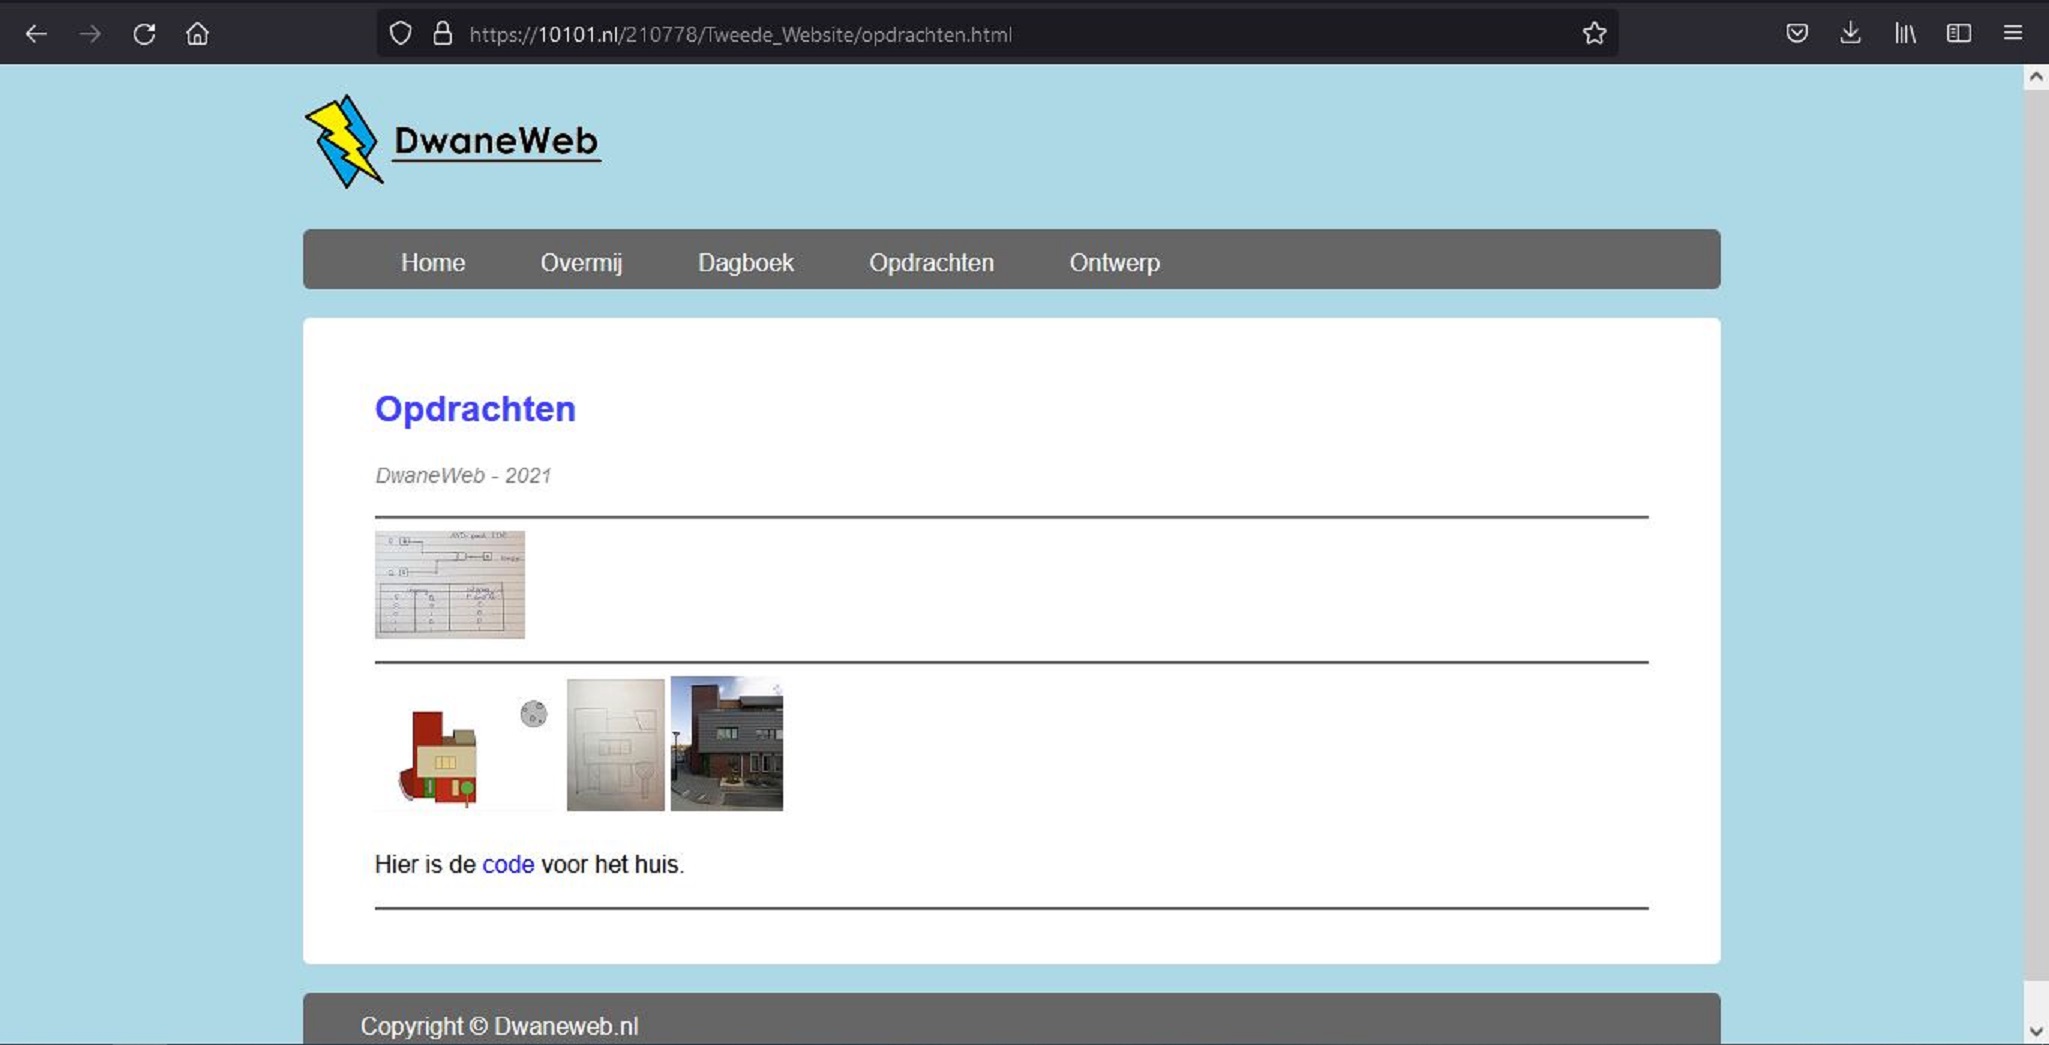 https://10101.nl/210778/Tweede_Website/opdrachten.html
DwaneWeb
Home Overmij Dagboek Opdrachten Ontwerp
Opdrachten
DwaneWeb - 2021
Hier is de code voor het huis.
Copyright © Dwaneweb.nl